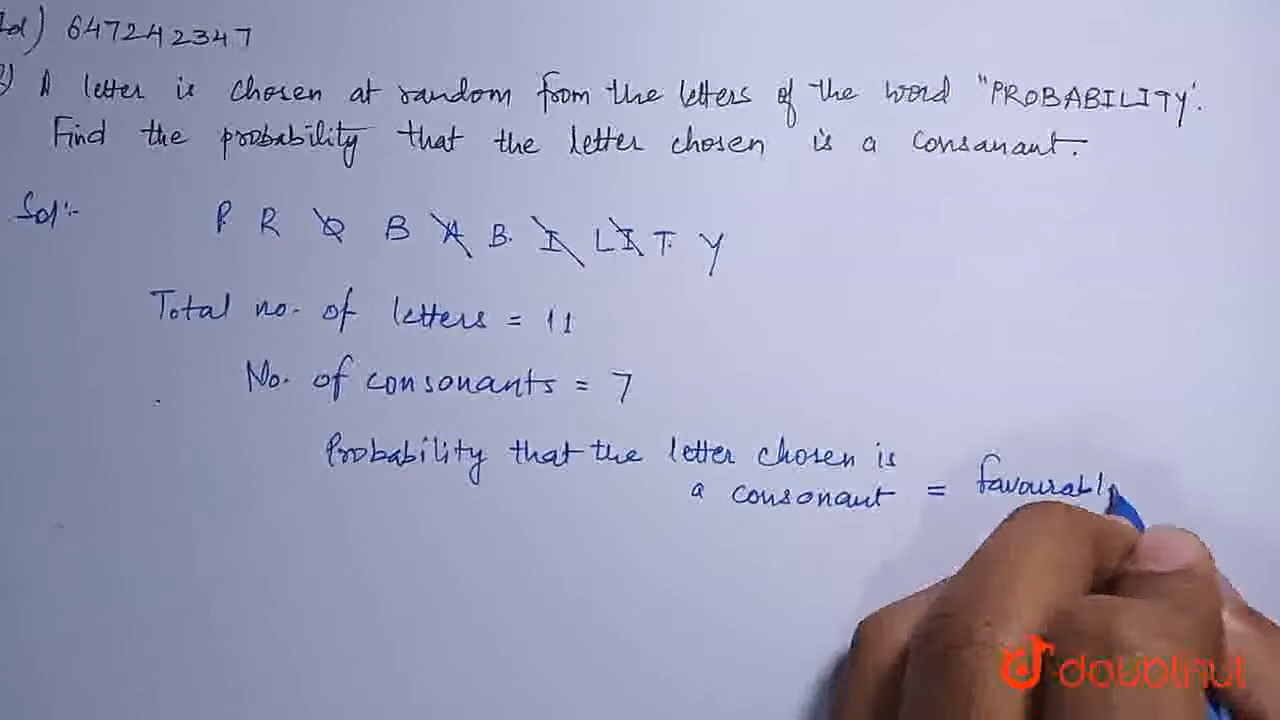 Id) 647242347
Q) A letter is chosen at random from the letters of the word "PROBABILITY'.
Find the probability that the letter chosen is a consanant.
Sol:-
P R O B A B I L I T Y
Total no. of letters = 11
No. of consonants = 7
Probability that the letter chosen is
a consonant = favourabl
doubtnut